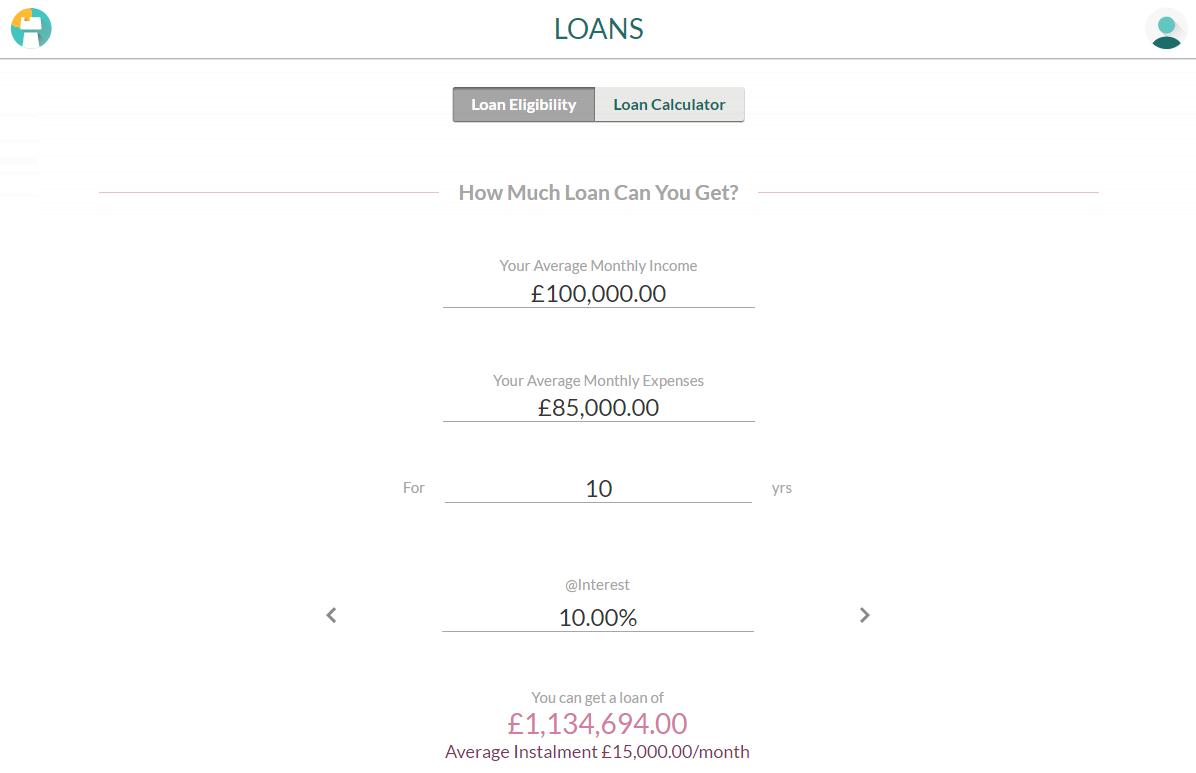 LOANS
Loan Eligibility Loan Calculator
How Much Loan Can You Get?
Your Average Monthly Income
£100,000.00
Your Average Monthly Expenses
£85,000.00
For 10 yrs
@Interest
10.00%
You can get a loan of
£1,134,694.00
Average Instalment £15,000.00/month